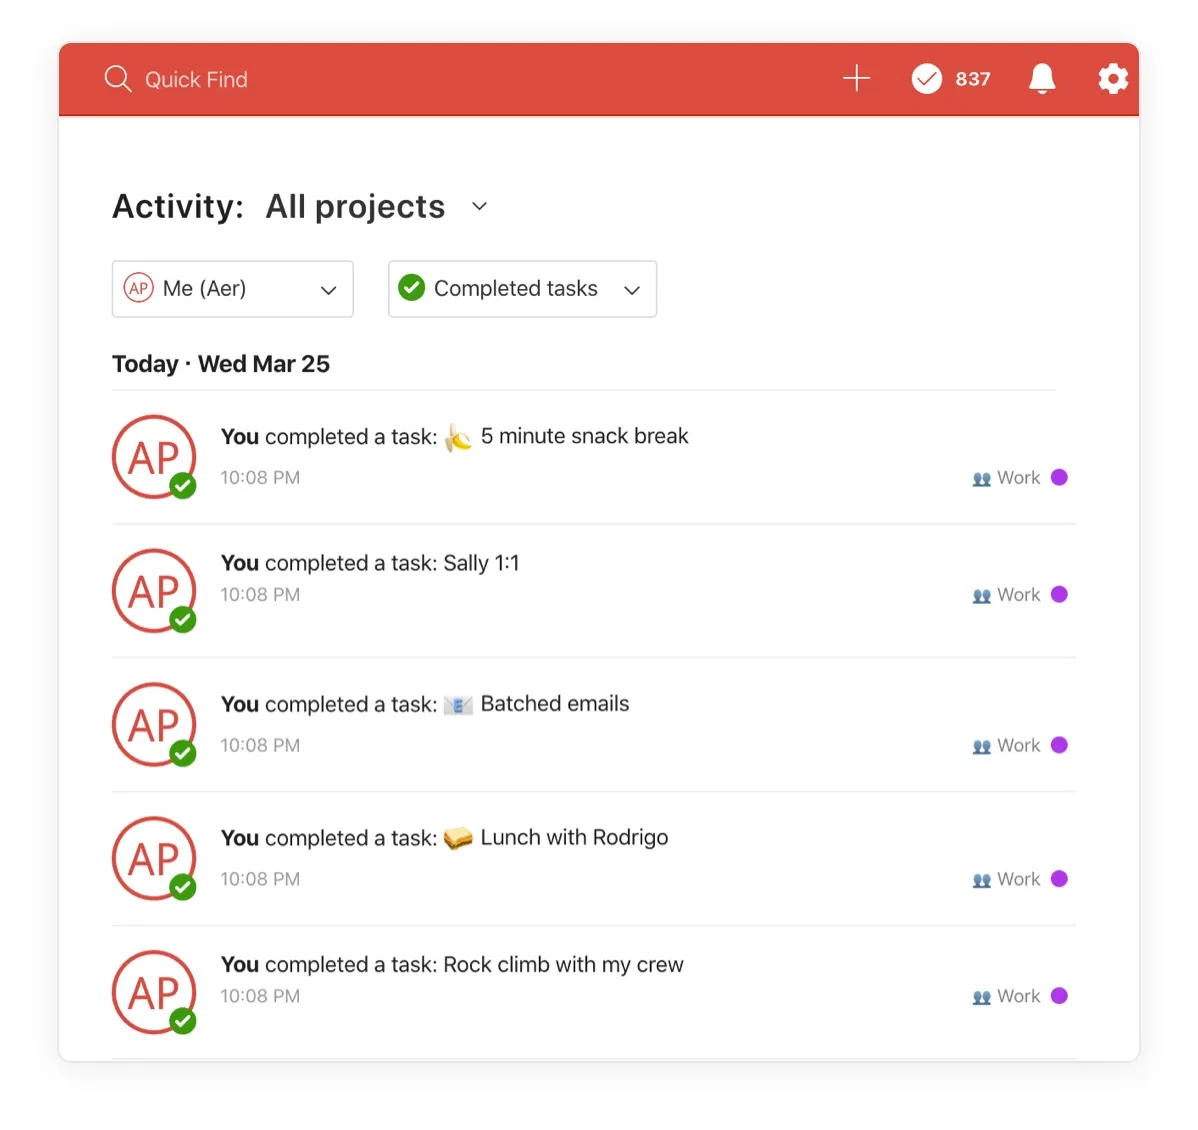 Quick Find
837
Activity: All projects
AP Me (Aer)
Completed tasks
Today · Wed Mar 25
AP
You completed a task: 🍌 5 minute snack break
10:08 PM
👥 Work
AP
You completed a task: Sally 1:1
10:08 PM
👥 Work
AP
You completed a task: 📧 Batched emails
10:08 PM
👥 Work
AP
You completed a task: 🥪 Lunch with Rodrigo
10:08 PM
👥 Work
AP
You completed a task: Rock climb with my crew
10:08 PM
👥 Work